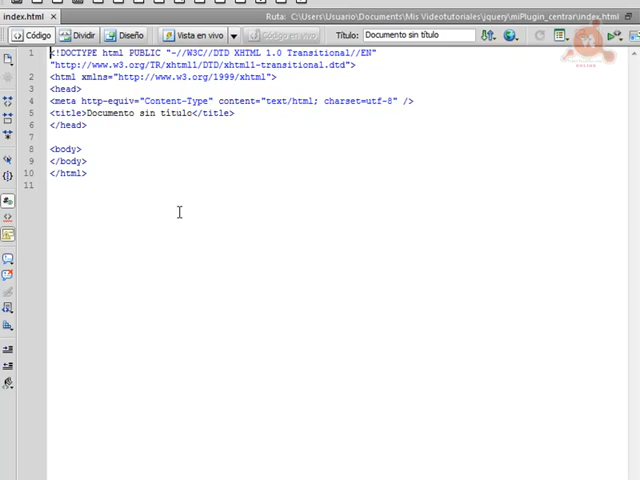 index.html ×
Ruta: C:\Users\Usuario\Documents\Mis Videotutoriales\jquery\miPlugin_centrar\index.html
Código Dividir Diseño Vista en vivo Código en vivo Título: Documento sin título
1 <!DOCTYPE html PUBLIC "-//W3C//DTD XHTML 1.0 Transitional//EN"
"http://www.w3.org/TR/xhtml1/DTD/xhtml1-transitional.dtd">
2 <html xmlns="http://www.w3.org/1999/xhtml">
3 <head>
4 <meta http-equiv="Content-Type" content="text/html; charset=utf-8" />
5 <title>Documento sin título</title>
6 </head>
7
8 <body>
9 </body>
10 </html>
11